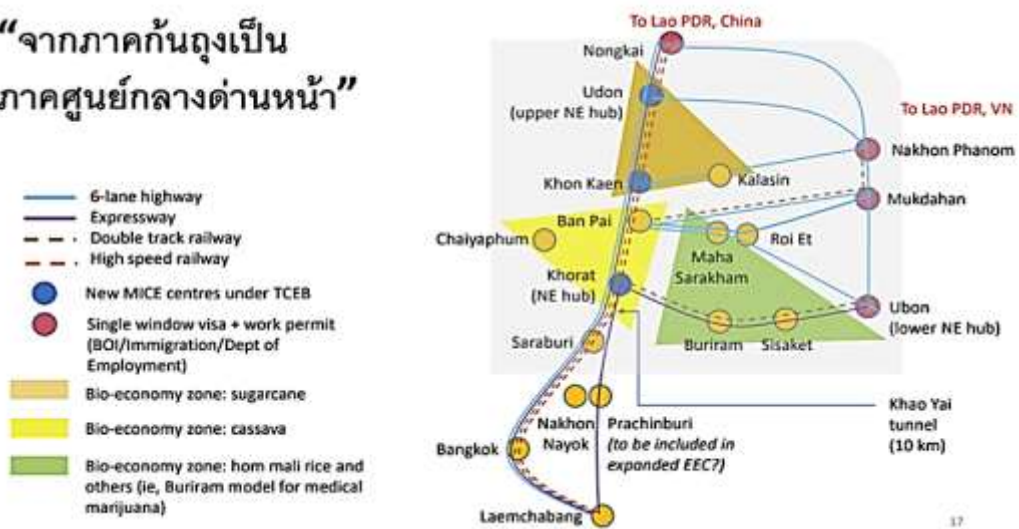 “จากภาคก้นถุงเป็น
ภาคศูนย์กลางด่านหน้า”
6-lane highway
Expressway
Double track railway
High speed railway
New MICE centres under TCEB
Single window visa + work permit
(BOI/Immigration/Dept of
Employment)
Bio-economy zone: sugarcane
Bio-economy zone: cassava
Bio-economy zone: hom mali rice and
others (ie, Buriram model for medical
marijuana)
To Lao PDR, China
Nongkai
Udon
(upper NE hub)
To Lao PDR, VN
Nakhon Phanom
Khon Kaen
Kalasin
Mukdahan
Ban Pai
Chaiyaphum
Roi Et
Maha
Sarakham
Khorat
(NE hub)
Ubon
(lower NE hub)
Saraburi
Buriram
Sisaket
Khao Yai
tunnel
(10 km)
Nakhon
Nayok
Prachinburi
(to be included in
expanded EEC?)
Bangkok
Laemchabang
17